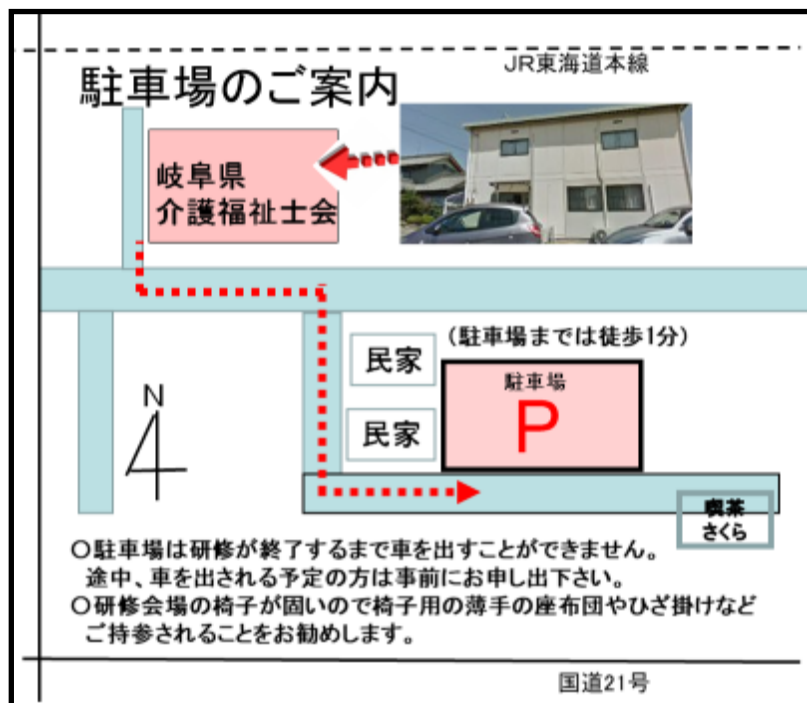 JR東海道本線
駐車場のご案内
岐阜県
介護福祉士会
(駐車場までは徒歩1分)
民家
駐車場
P
N
民家
喫茶
さくら
○駐車場は研修が終了するまで車を出すことができません。
途中、車を出される予定の方は事前にお申し出下さい。
○研修会場の椅子が固いので椅子用の薄手の座布団やひざ掛けなど
ご持参されることをお勧めします。
国道21号